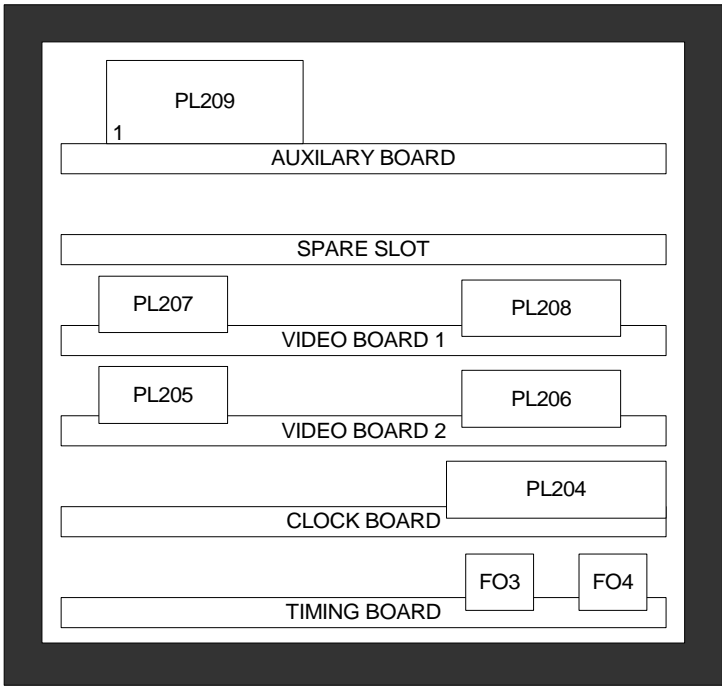 PL209
1
AUXILARY BOARD
SPARE SLOT
PL207
PL208
VIDEO BOARD 1
PL205
PL206
VIDEO BOARD 2
PL204
CLOCK BOARD
FO3
FO4
TIMING BOARD